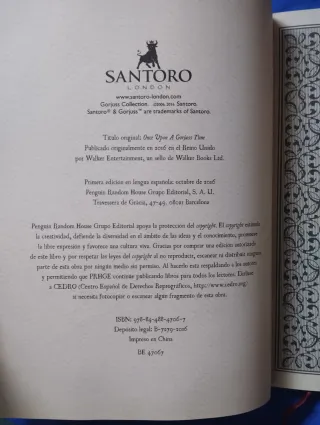 SANTORO
LONDON
www.santoro-london.com
Gorjuss Collection. ©2006, 2014 Santoro.
Santoro® & Gorjuss™ are trademarks of Santoro.
Título original: Once Upon A Gorjuss Time
Publicado originalmente en 2016 en el Reino Unido
por Walker Entertainment, un sello de Walker Books Ltd.
Primera edición en lengua española: octubre de 2016
Penguin Random House Grupo Editorial, S. A. U.
Travessera de Gràcia, 47-49, 08021 Barcelona
Penguin Random House Grupo Editorial apoya la protección del copyright. El copyright estimula
la creatividad, defiende la diversidad en el ámbito de las ideas y el conocimiento, promueve
la libre expresión y favorece una cultura viva. Gracias por comprar una edición autorizada
de este libro y por respetar las leyes del copyright al no reproducir, escanear ni distribuir ninguna
parte de esta obra por ningún medio sin permiso. Al hacerlo está respaldando a los autores
y permitiendo que PRHGE continúe publicando libros para todos los lectores. Diríjase
a CEDRO (Centro Español de Derechos Reprográficos, http://www.cedro.org)
si necesita fotocopiar o escanear algún fragmento de esta obra.
ISBN: 978-84-488-4706-7
Depósito legal: B-7079-2016
Impreso en China
BE 47067